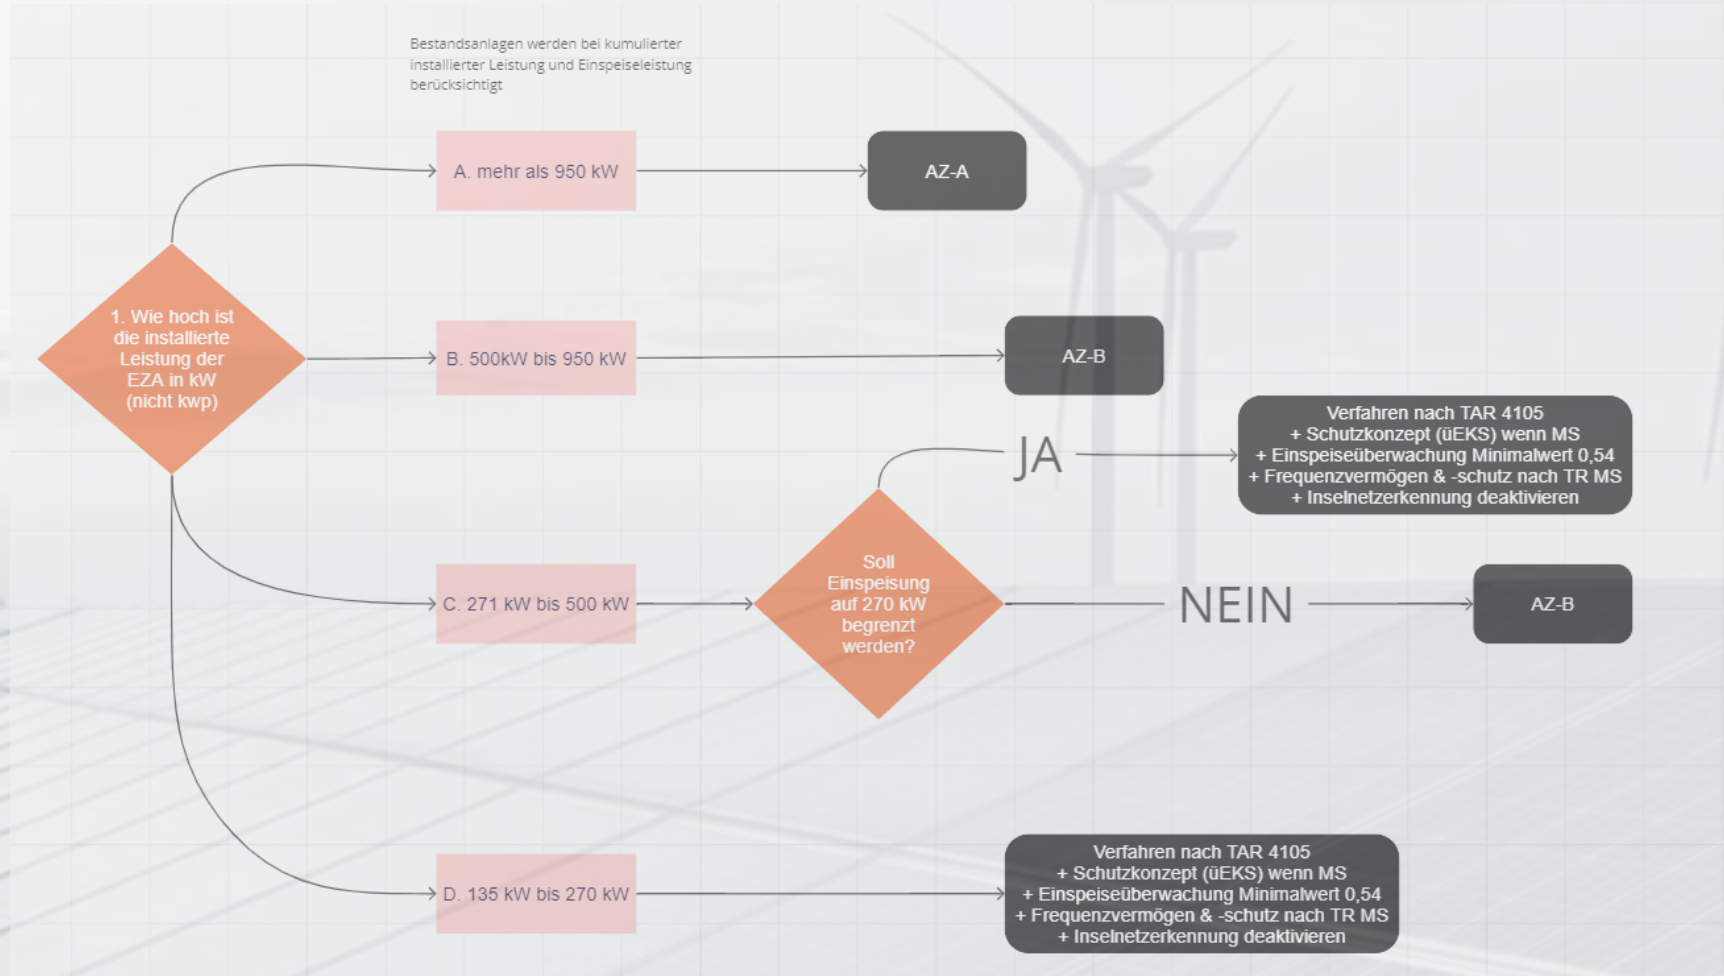 Bestandsanlagen werden bei kumulierter
installierter Leistung und Einspeiseleistung
berücksichtigt
A. mehr als 950 kW
AZ-A
1. Wie hoch ist
die installierte
Leistung der
EZA in kW
(nicht kwp)
B. 500kW bis 950 kW
AZ-B
JA
Verfahren nach TAR 4105
+ Schutzkonzept (üEKS) wenn MS
+ Einspeiseüberwachung Minimalwert 0,54
+ Frequenzvermögen & -schutz nach TR MS
+ Inselnetzerkennung deaktivieren
C. 271 kW bis 500 kW
Soll
Einspeisung
auf 270 kW
begrenzt
werden?
NEIN
AZ-B
D. 135 kW bis 270 kW
Verfahren nach TAR 4105
+ Schutzkonzept (üEKS) wenn MS
+ Einspeiseüberwachung Minimalwert 0,54
+ Frequenzvermögen & -schutz nach TR MS
+ Inselnetzerkennung deaktivieren